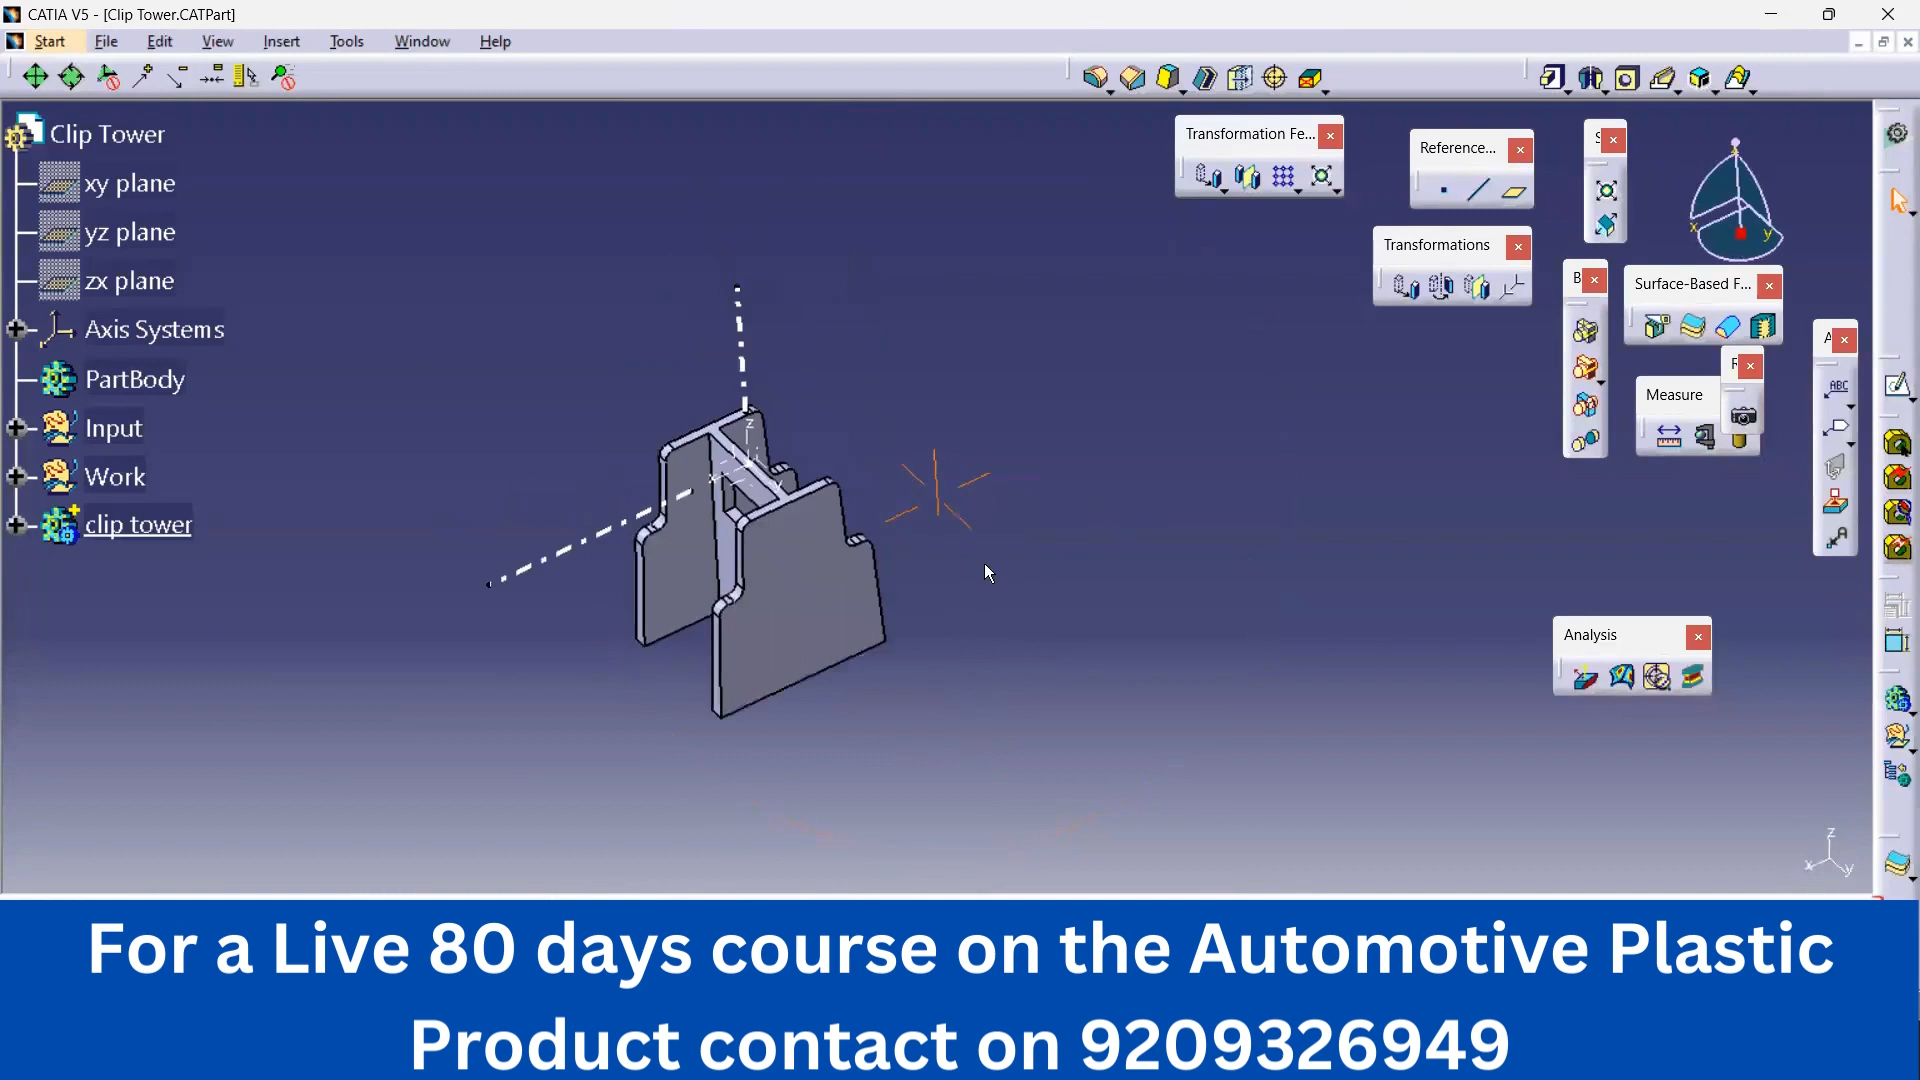 CATIA V5 - [Clip Tower.CATPart]
Start File Edit View Insert Tools Window Help
Clip Tower
xy plane
yz plane
zx plane
Axis Systems
PartBody
Input
Work
clip tower
Transformation Fe...
Reference...
Transformations
B
Surface-Based F...
Measure
A
ABC
Analysis
z
x
y
z
x
y
For a Live 80 days course on the Automotive Plastic
Product contact on 9209326949